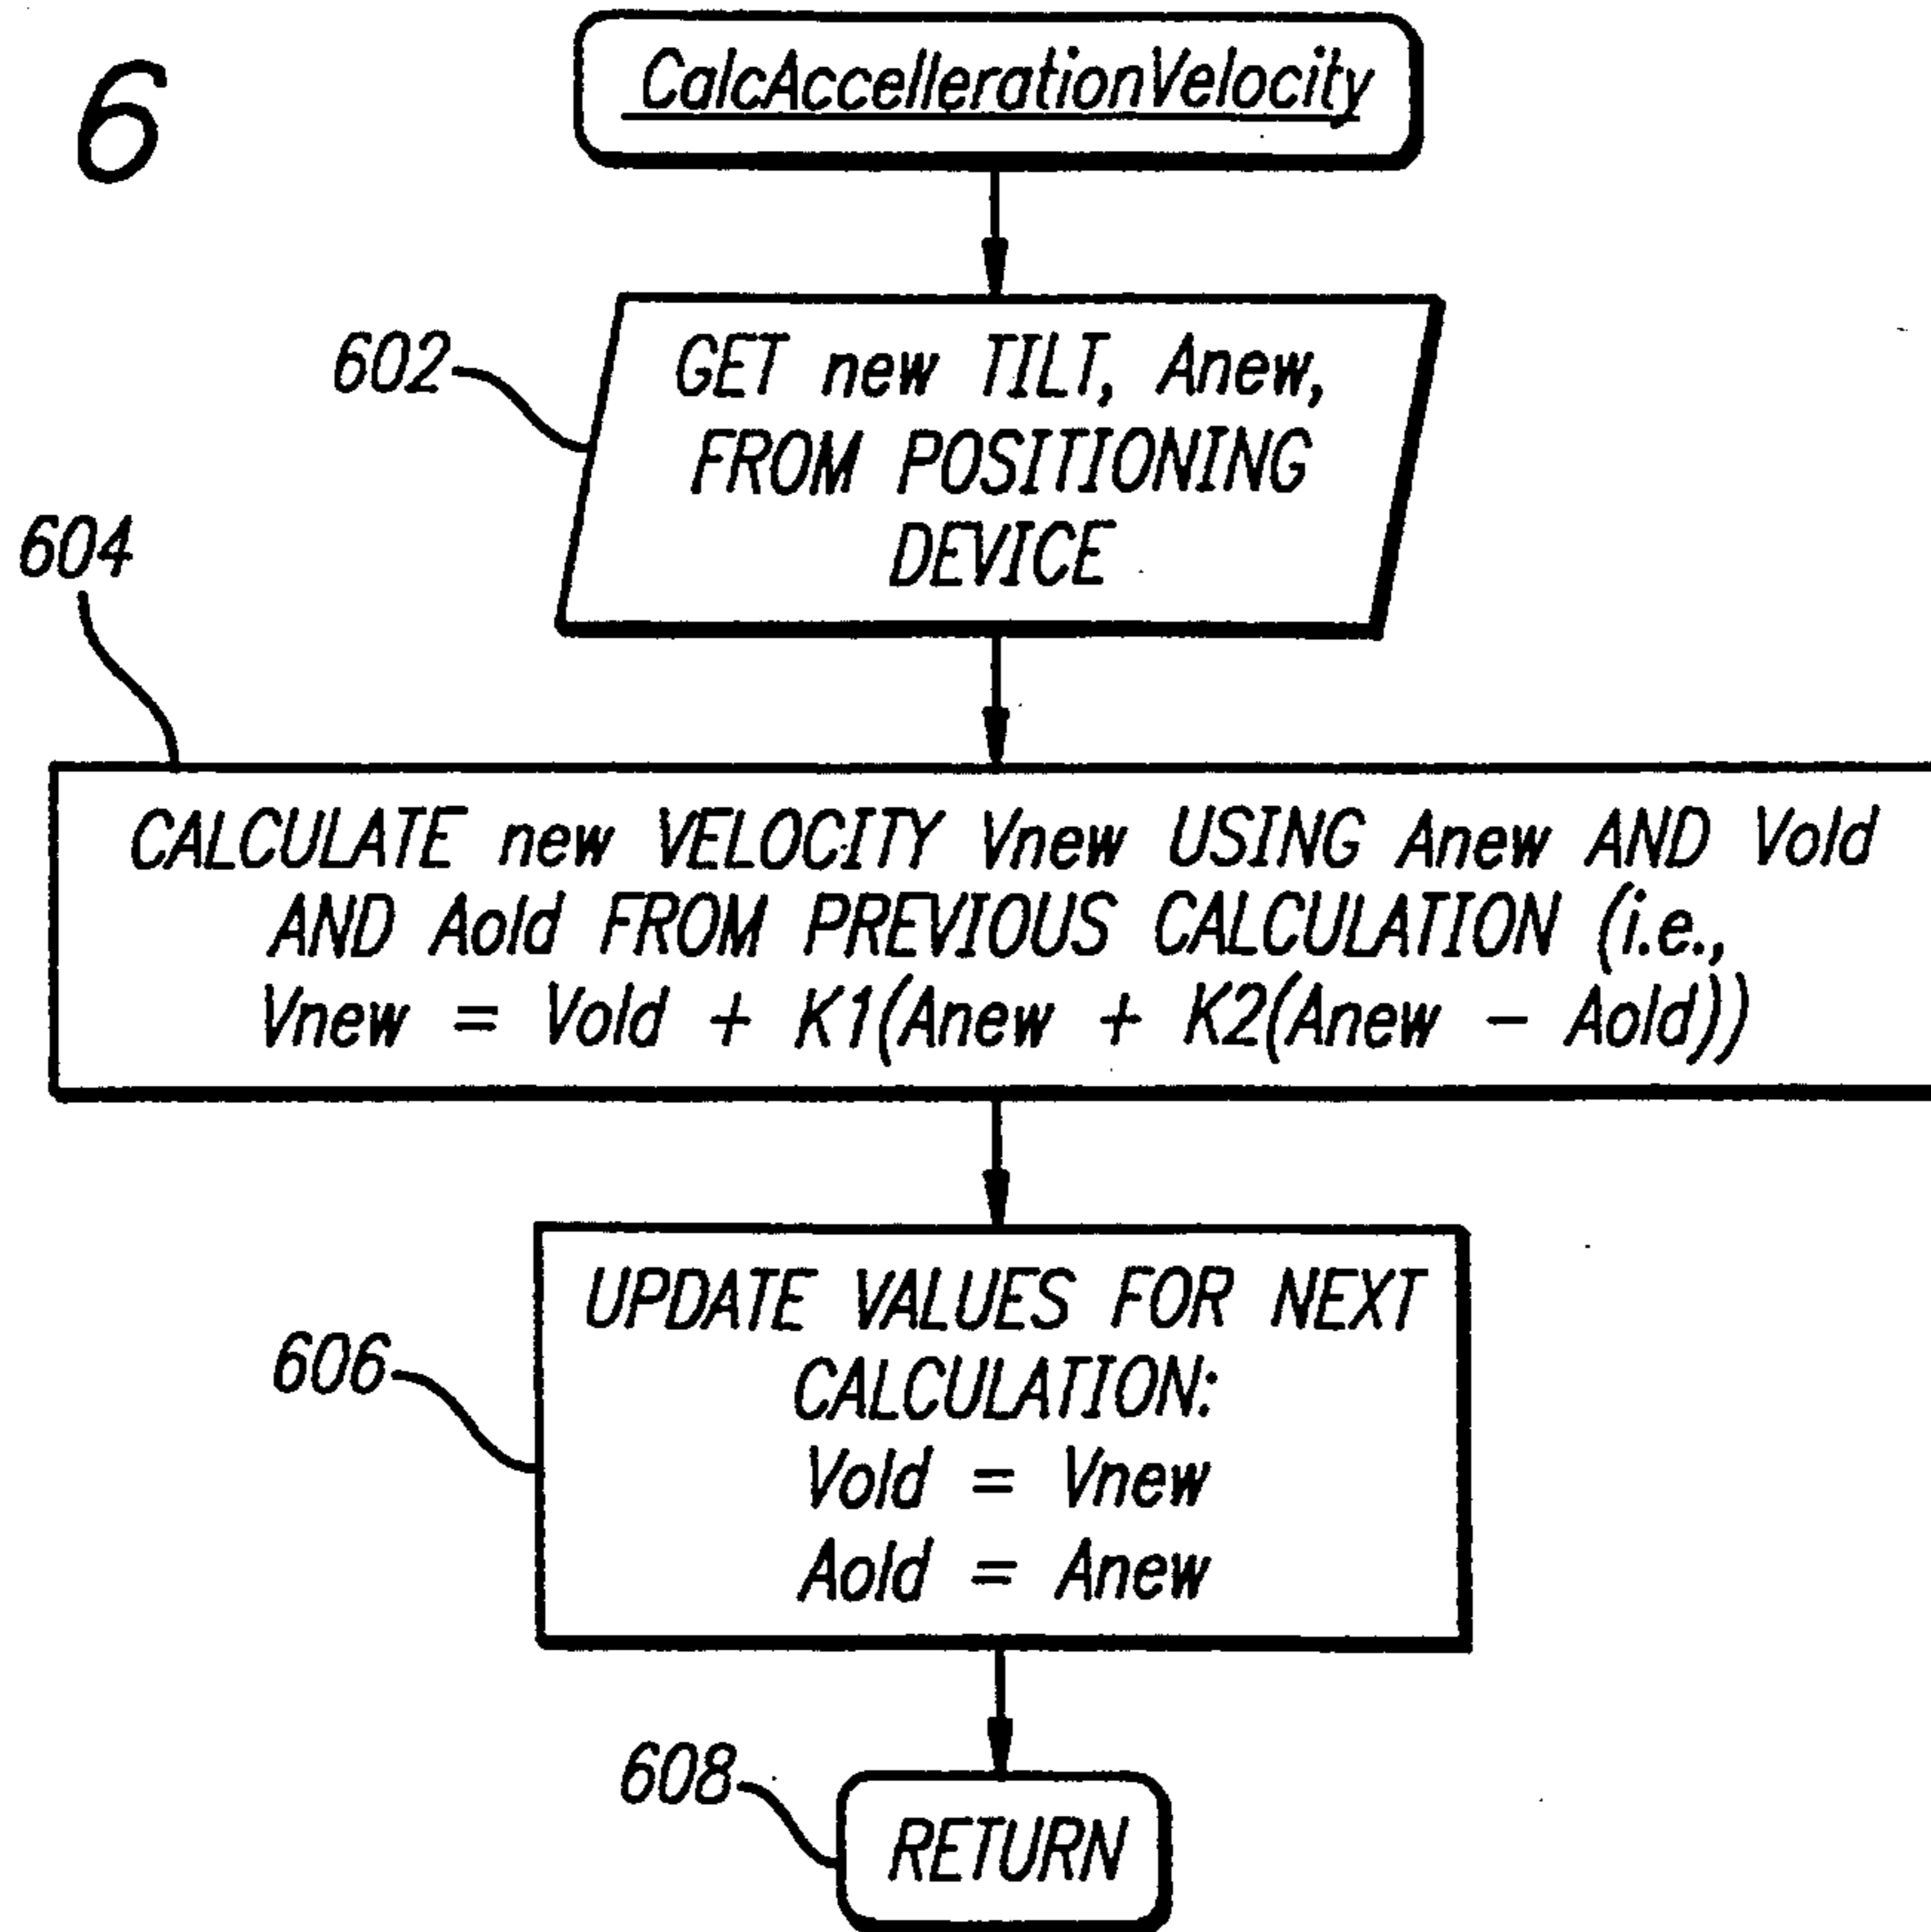 6
CalcAccellerationVelocity
602
GET new TILT, Anew,
FROM POSITIONING
DEVICE
604
CALCULATE new VELOCITY Vnew USING Anew AND Vold
AND Aold FROM PREVIOUS CALCULATION (i.e.,
Vnew = Vold + K1(Anew + K2(Anew - Aold))
606
UPDATE VALUES FOR NEXT
CALCULATION:
Vold = Vnew
Aold = Anew
608
RETURN